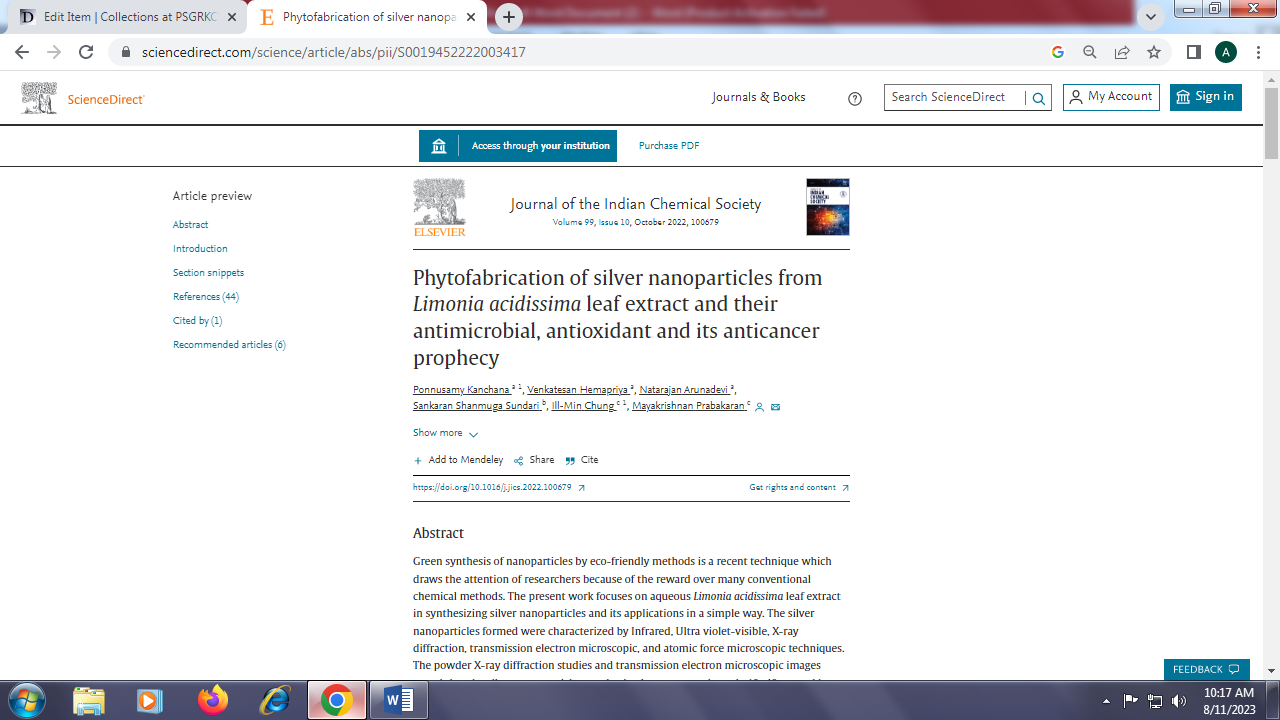 Edit Item | Collections at PSGRKC
Phytofabrication of silver nanopa
sciencedirect.com/science/article/abs/pii/S0019452222003417
A
ScienceDirect
Journals & Books
Search ScienceDirect
My Account
Sign in
Access through your institution
Purchase PDF
Article preview
Abstract
Introduction
Section snippets
References (44)
Cited by (1)
Recommended articles (6)
ELSEVIER
Journal of the Indian Chemical Society
Volume 99, Issue 10, October 2022, 100679
INDIAN
CHEMICAL
SOCIETY
Phytofabrication of silver nanoparticles from
Limonia acidissima leaf extract and their
antimicrobial, antioxidant and its anticancer
prophecy
Ponnusamy Kanchana a 1, Venkatesan Hemapriya a, Natarajan Arunadevi a,
Sankaran Shanmuga Sundari b, Ill-Min Chung c 1, Mayakrishnan Prabakaran c
Show more
Add to Mendeley Share Cite
https://doi.org/10.1016/j.jics.2022.100679
Get rights and content
Abstract
Green synthesis of nanoparticles by eco-friendly methods is a recent technique which
draws the attention of researchers because of the reward over many conventional
chemical methods. The present work focuses on aqueous Limonia acidissima leaf extract
in synthesizing silver nanoparticles and its applications in a simple way. The silver
nanoparticles formed were characterized by Infrared, Ultra violet-visible, X-ray
diffraction, transmission electron microscopic, and atomic force microscopic techniques.
The powder X-ray diffraction studies and transmission electron microscopic images
FEEDBACK
10:17 AM
8/11/2023